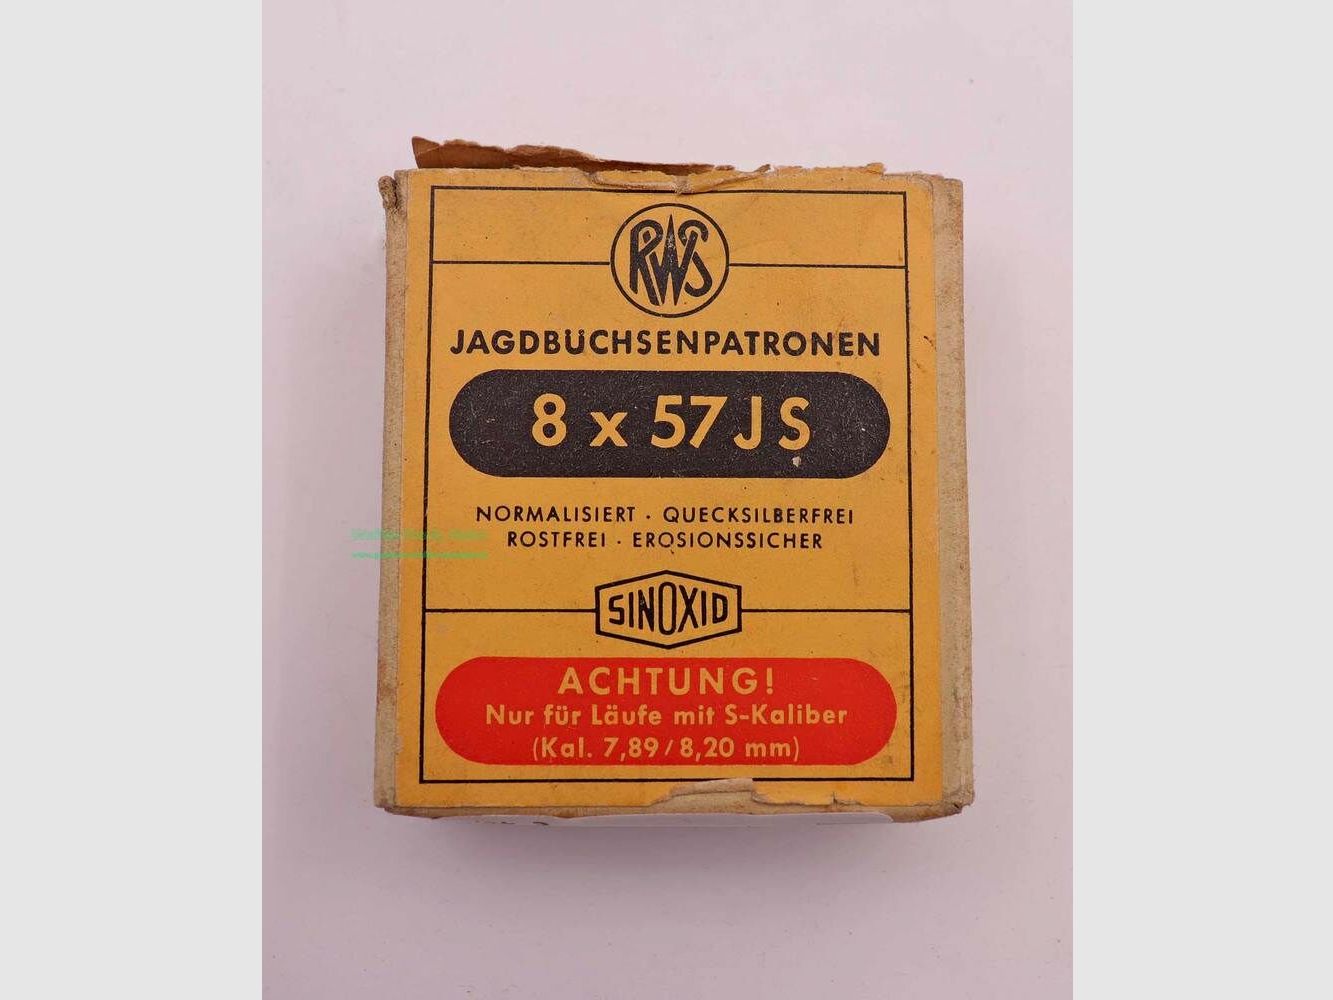 RWS
JAGDBÜCHSENPATRONEN
8 x 57 JS
NORMALISIERT · QUECKSILBERFREI
ROSTFREI · EROSIONSSICHER
SINOXID
ACHTUNG!
Nur für Läufe mit S-Kaliber
(Kal. 7,89 / 8,20 mm)